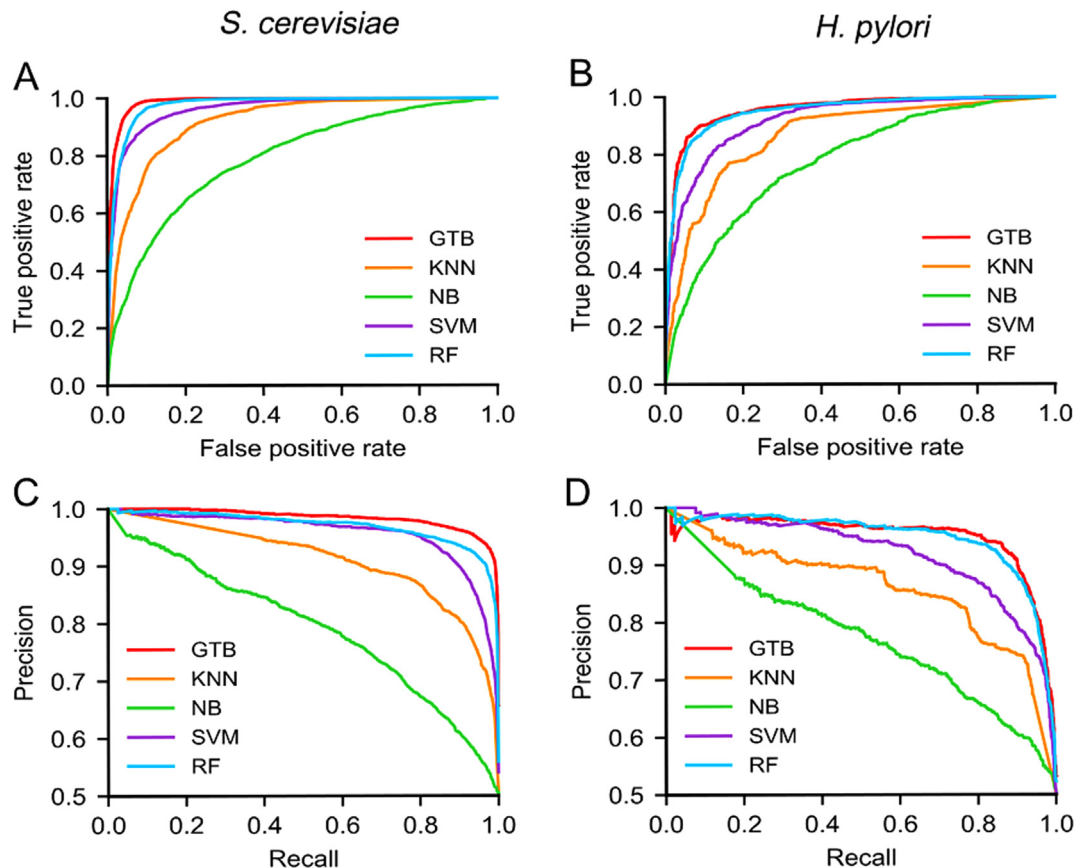 S. cerevisiae
H. pylori
A
True positive rate
1.0
0.8
0.6
0.4
0.2
0.0
GTB
KNN
NB
SVM
RF
0.0 0.2 0.4 0.6 0.8 1.0
False positive rate
B
True positive rate
1.0
0.8
0.6
0.4
0.2
0.0
GTB
KNN
NB
SVM
RF
0.0 0.2 0.4 0.6 0.8 1.0
False positive rate
C
Precision
1.0
0.9
0.8
0.7
0.6
0.5
GTB
KNN
NB
SVM
RF
0.0 0.2 0.4 0.6 0.8 1.0
Recall
D
Precision
1.0
0.9
0.8
0.7
0.6
0.5
GTB
KNN
NB
SVM
RF
0.0 0.2 0.4 0.6 0.8 1.0
Recall